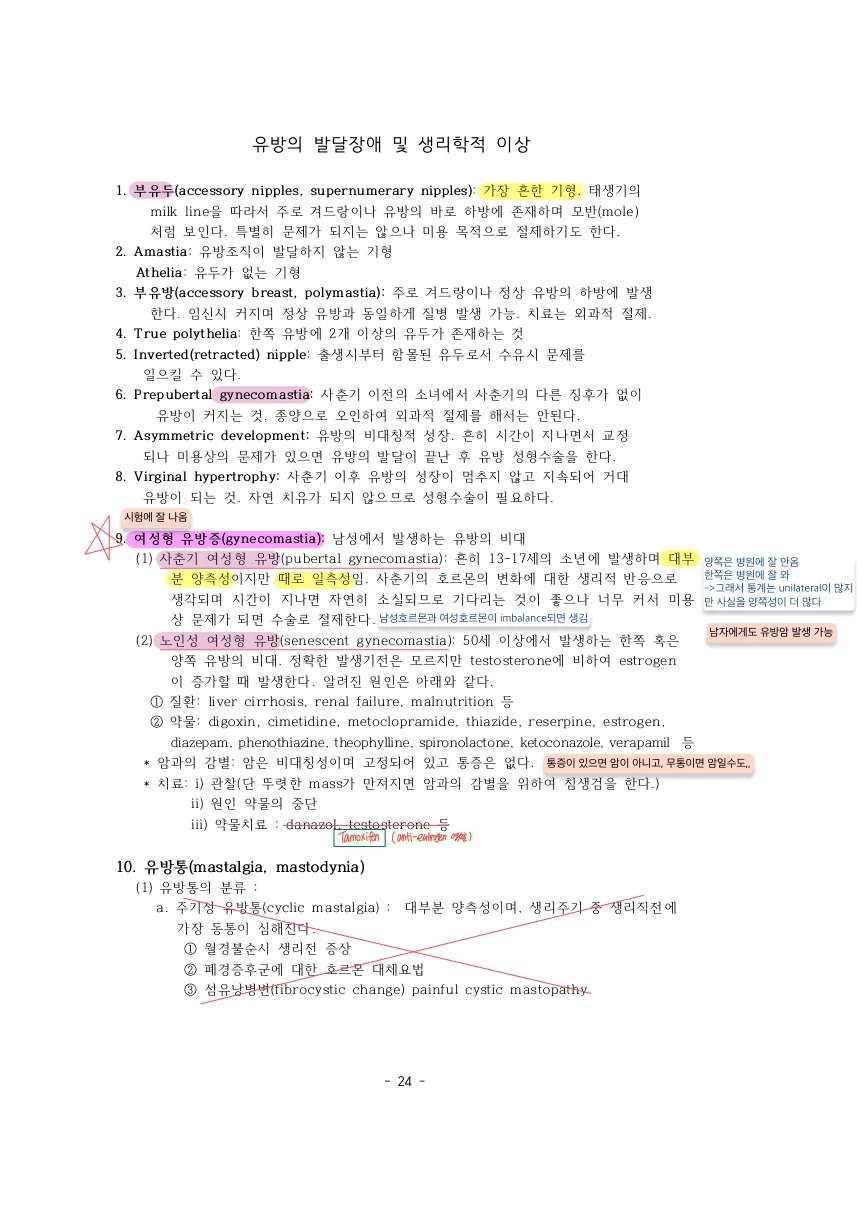 유방의 발달장애 및 생리학적 이상
1. 부유두(accessory nipples, supernumerary nipples): 가장 흔한 기형. 태생기의
milk line을 따라서 주로 겨드랑이나 유방의 바로 하방에 존재하며 모반(mole)
처럼 보인다. 특별히 문제가 되지는 않으나 미용 목적으로 절제하기도 한다.
2. Amastia: 유방조직이 발달하지 않는 기형
Athelia: 유두가 없는 기형
3. 부유방(accessory breast, polymastia): 주로 겨드랑이나 정상 유방의 하방에 발생
한다. 임신시 커지며 정상 유방과 동일하게 질병 발생 가능. 치료는 외과적 절제.
4. True polythelia: 한쪽 유방에 2개 이상의 유두가 존재하는 것
5. Inverted(retracted) nipple: 출생시부터 함몰된 유두로서 수유시 문제를
일으킬 수 있다.
6. Prepubertal gynecomastia: 사춘기 이전의 소녀에서 사춘기의 다른 징후가 없이
유방이 커지는 것. 종양으로 오인하여 외과적 절제를 해서는 안된다.
7. Asymmetric development: 유방의 비대칭적 성장. 흔히 시간이 지나면서 교정
되나 미용상의 문제가 있으면 유방의 발달이 끝난 후 유방 성형수술을 한다.
8. Virginal hypertrophy: 사춘기 이후 유방의 성장이 멈추지 않고 지속되어 거대
유방이 되는 것. 자연 치유가 되지 않으므로 성형수술이 필요하다.
시험에 잘 나옴
9. 여성형 유방증(gynecomastia): 남성에서 발생하는 유방의 비대
(1) 사춘기 여성형 유방(pubertal gynecomastia): 흔히 13-17세의 소년에 발생하며 대부
분 양측성이지만 때로 일측성임. 사춘기의 호르몬의 변화에 대한 생리적 반응으로
생각되며 시간이 지나면 자연히 소실되므로 기다리는 것이 좋으나 너무 커서 미용
상 문제가 되면 수술로 절제한다. 남성호르몬과 여성호르몬이 imbalance되면 생김
양쪽은 병원에 잘 안옴
한쪽은 병원에 잘 와
->그래서 통계는 unilateral이 많지
만 사실을 양쪽성이 더 많다
남자에게도 유방암 발생 가능
(2) 노인성 여성형 유방(senescent gynecomastia): 50세 이상에서 발생하는 한쪽 혹은
양쪽 유방의 비대. 정확한 발생기전은 모르지만 testosterone에 비하여 estrogen
이 증가할 때 발생한다. 알려진 원인은 아래와 같다.
① 질환: liver cirrhosis, renal failure, malnutrition 등
② 약물: digoxin, cimetidine, metoclopramide, thiazide, reserpine, estrogen,
diazepam, phenothiazine, theophylline, spironolactone, ketoconazole, verapamil 등
* 암과의 감별: 암은 비대칭성이며 고정되어 있고 통증은 없다. 통증이 있으면 암이 아니고, 무통이면 암일수도,,
* 치료: i) 관찰(단 뚜렷한 mass가 만져지면 암과의 감별을 위하여 침생검을 한다.)
ii) 원인 약물의 중단
iii) 약물치료 : danazol, testosterone 등
Tamoxifen
10. 유방통(mastalgia, mastodynia)
(1) 유방통의 분류 :
a. 주기성 유방통(cyclic mastalgia) : 대부분 양측성이며, 생리주기 중 생리직전에
가장 동통이 심해진다.
① 월경불순시 생리전 증상
② 폐경증후군에 대한 호르몬 대체요법
③ 섬유낭병변(fibrocystic change) painful cystic mastopathy
- 24 -